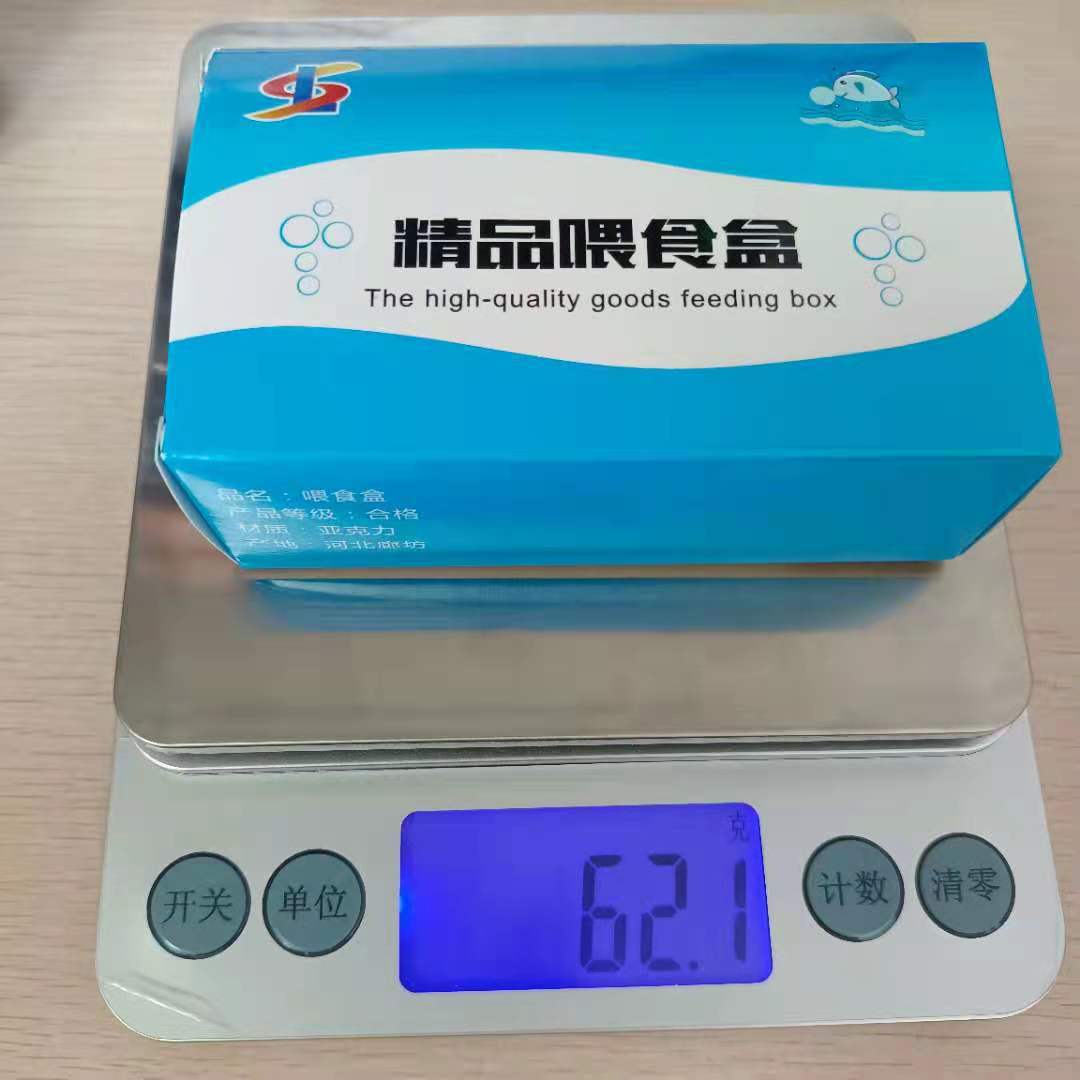 精品喂食盒
The high-quality goods feeding box
品名：喂食盒
产品等级：合格
材质：亚克力
产地：河北廊坊
克
62.1
开关
单位
计数
清零